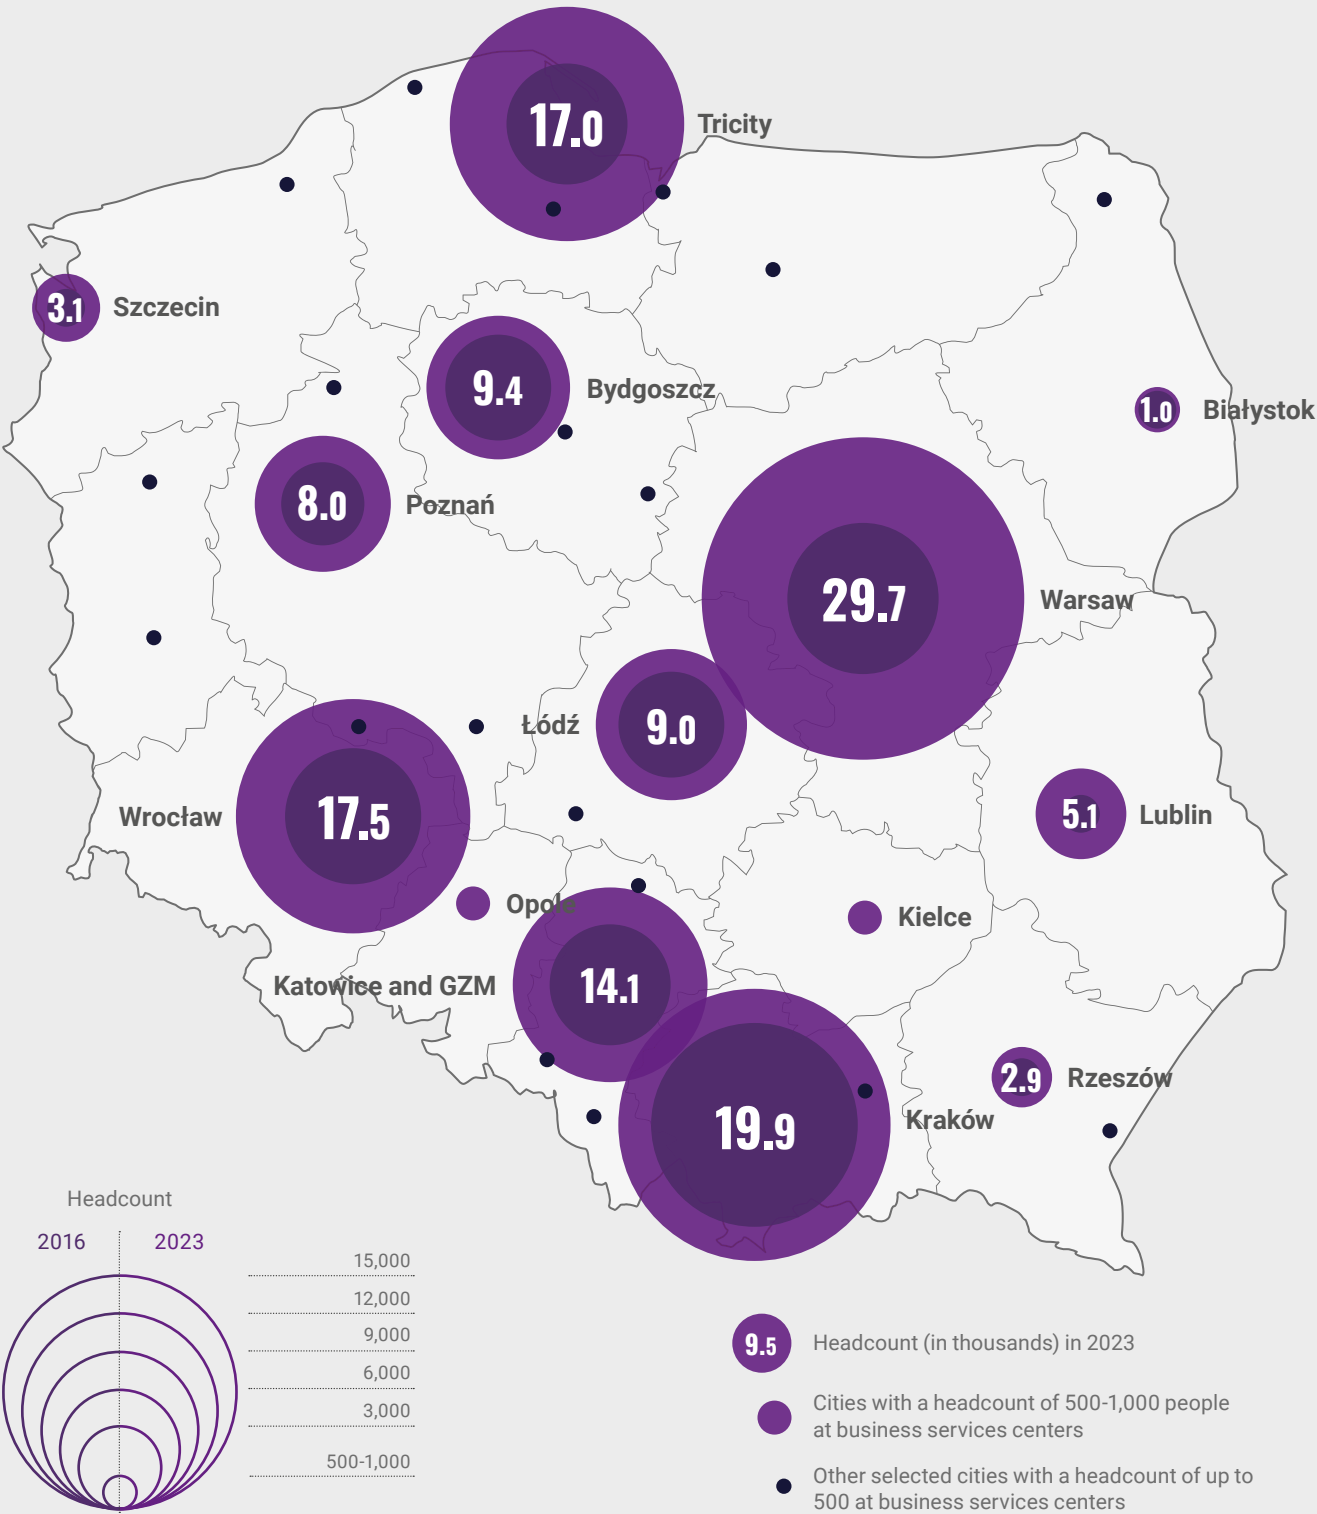 17.0
Tricity
3.1
Szczecin
9.4
Bydgoszcz
1.0
Białystok
8.0
Poznań
29.7
Warsaw
Łódź
9.0
Wrocław
17.5
5.1
Lublin
Opole
Kielce
Katowice and GZM
14.1
2.9
Rzeszów
19.9
Kraków
Headcount
2016
2023
15,000
12,000
9,000
6,000
3,000
500-1,000
9.5
Headcount (in thousands) in 2023
Cities with a headcount of 500-1,000 people
at business services centers
Other selected cities with a headcount of up to
500 at business services centers